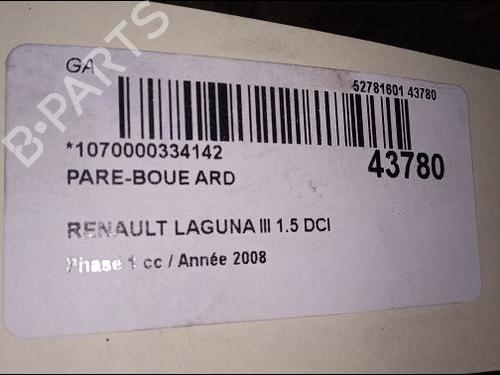 GA
52781601 43780
*1070000334142
43780
PARE-BOUE ARD
RENAULT LAGUNA III 1.5 DCI
Phase 1 cc / Année 2008
B-PARTS